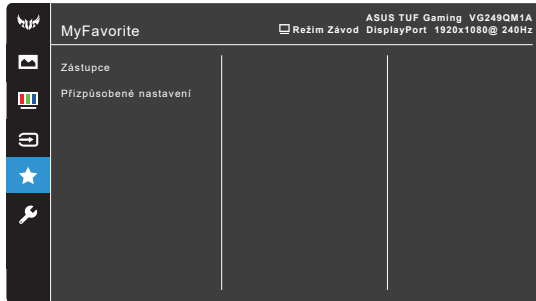 MyFavorite
ASUS TUF Gaming VG249QM1A
Režim Závod DisplayPort 1920x1080@ 240Hz
Zástupce
Přizpůsobené nastavení